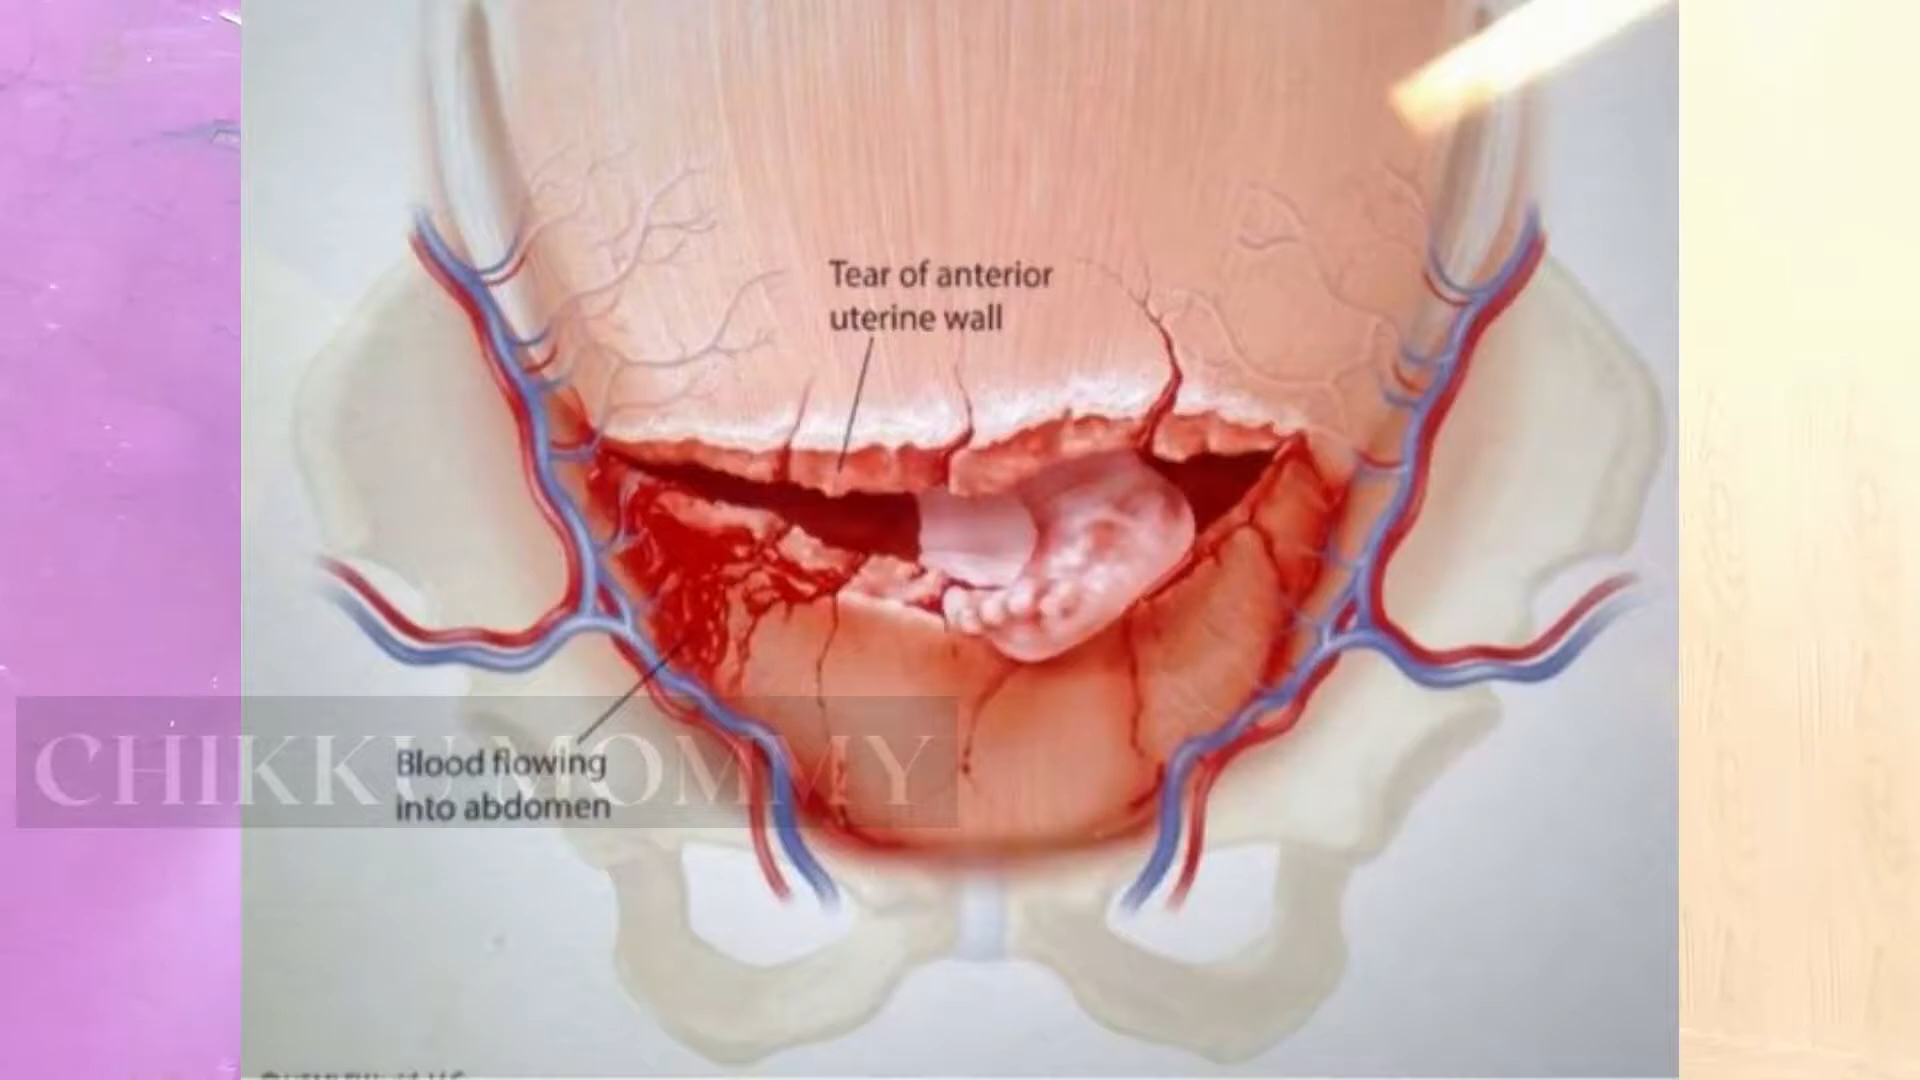 Tear of anterior
uterine wall
CHIKKU MOMMY
Blood flowing
into abdomen